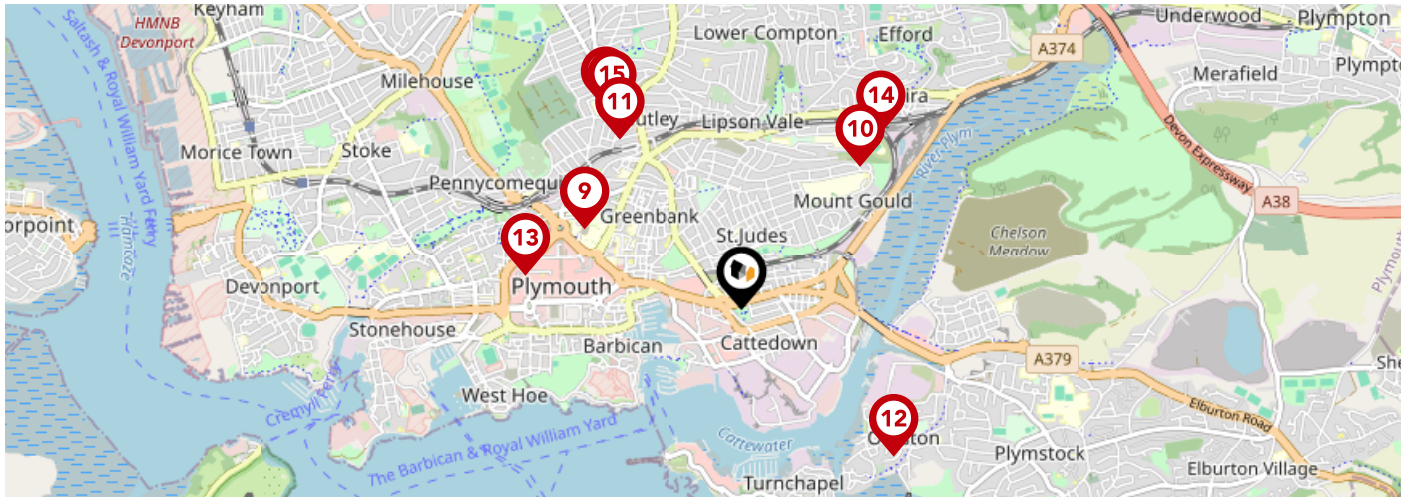 Keyham
HMNB
Devonport
Saltash & Royal William Yard Ferry
Lower Compton
Efford
Underwood
Plympton
A374
Merafield
Milehouse
15
11
14
10
Lipson Vale
Morice Town
Stoke
River Plym
Devon Expressway
A38
9
Greenbank
Mount Gould
13
St.Judes
Chelson
Meadow
Hamoaze
Devonport
Plymouth
Stonehouse
Barbican
Cattedown
A379
West Hoe
Cremyll Ferry
The Barbican & Royal William Yard
Cattewater
12
Plymstock
Elburton Road
Elburton Village
Turnchapel